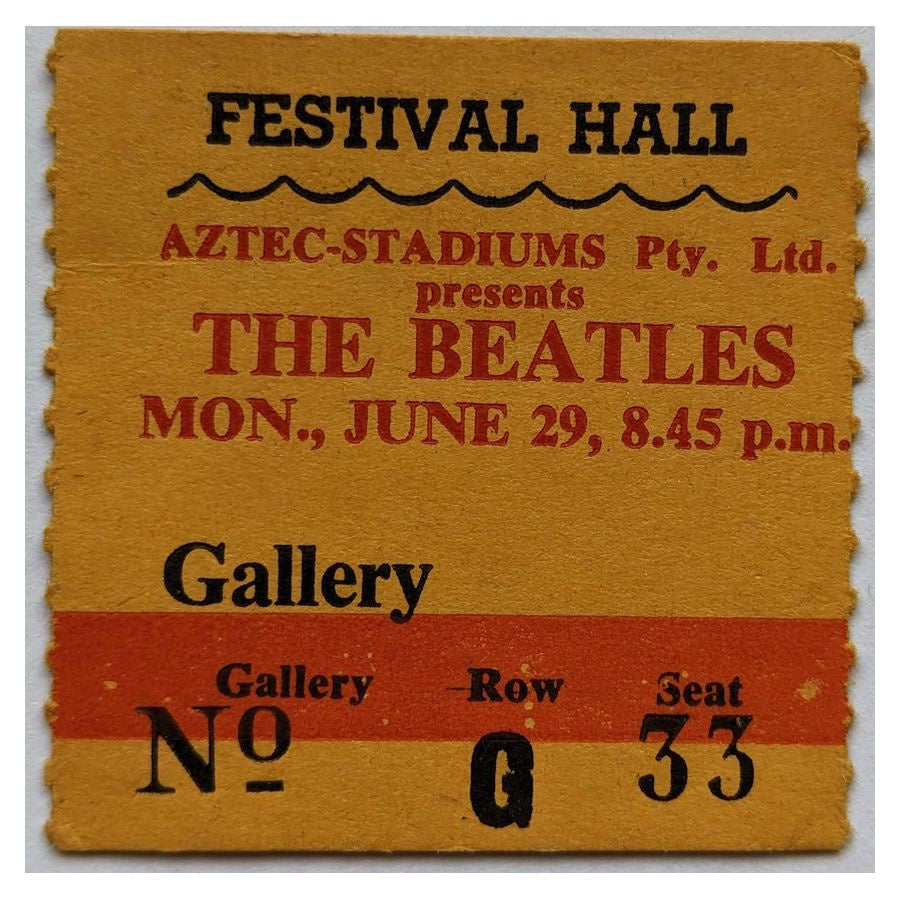 FESTIVAL HALL
AZTEC-STADIUMS Pty. Ltd.
presents
THE BEATLES
MON., JUNE 29, 8.45 p.m.
Gallery
Gallery Row Seat
No G 33